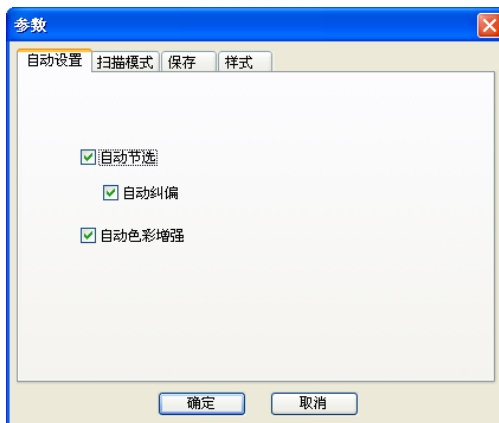 参数
自动设置 扫描模式 保存 样式
自动节选
自动纠偏
自动色彩增强
确定 取消